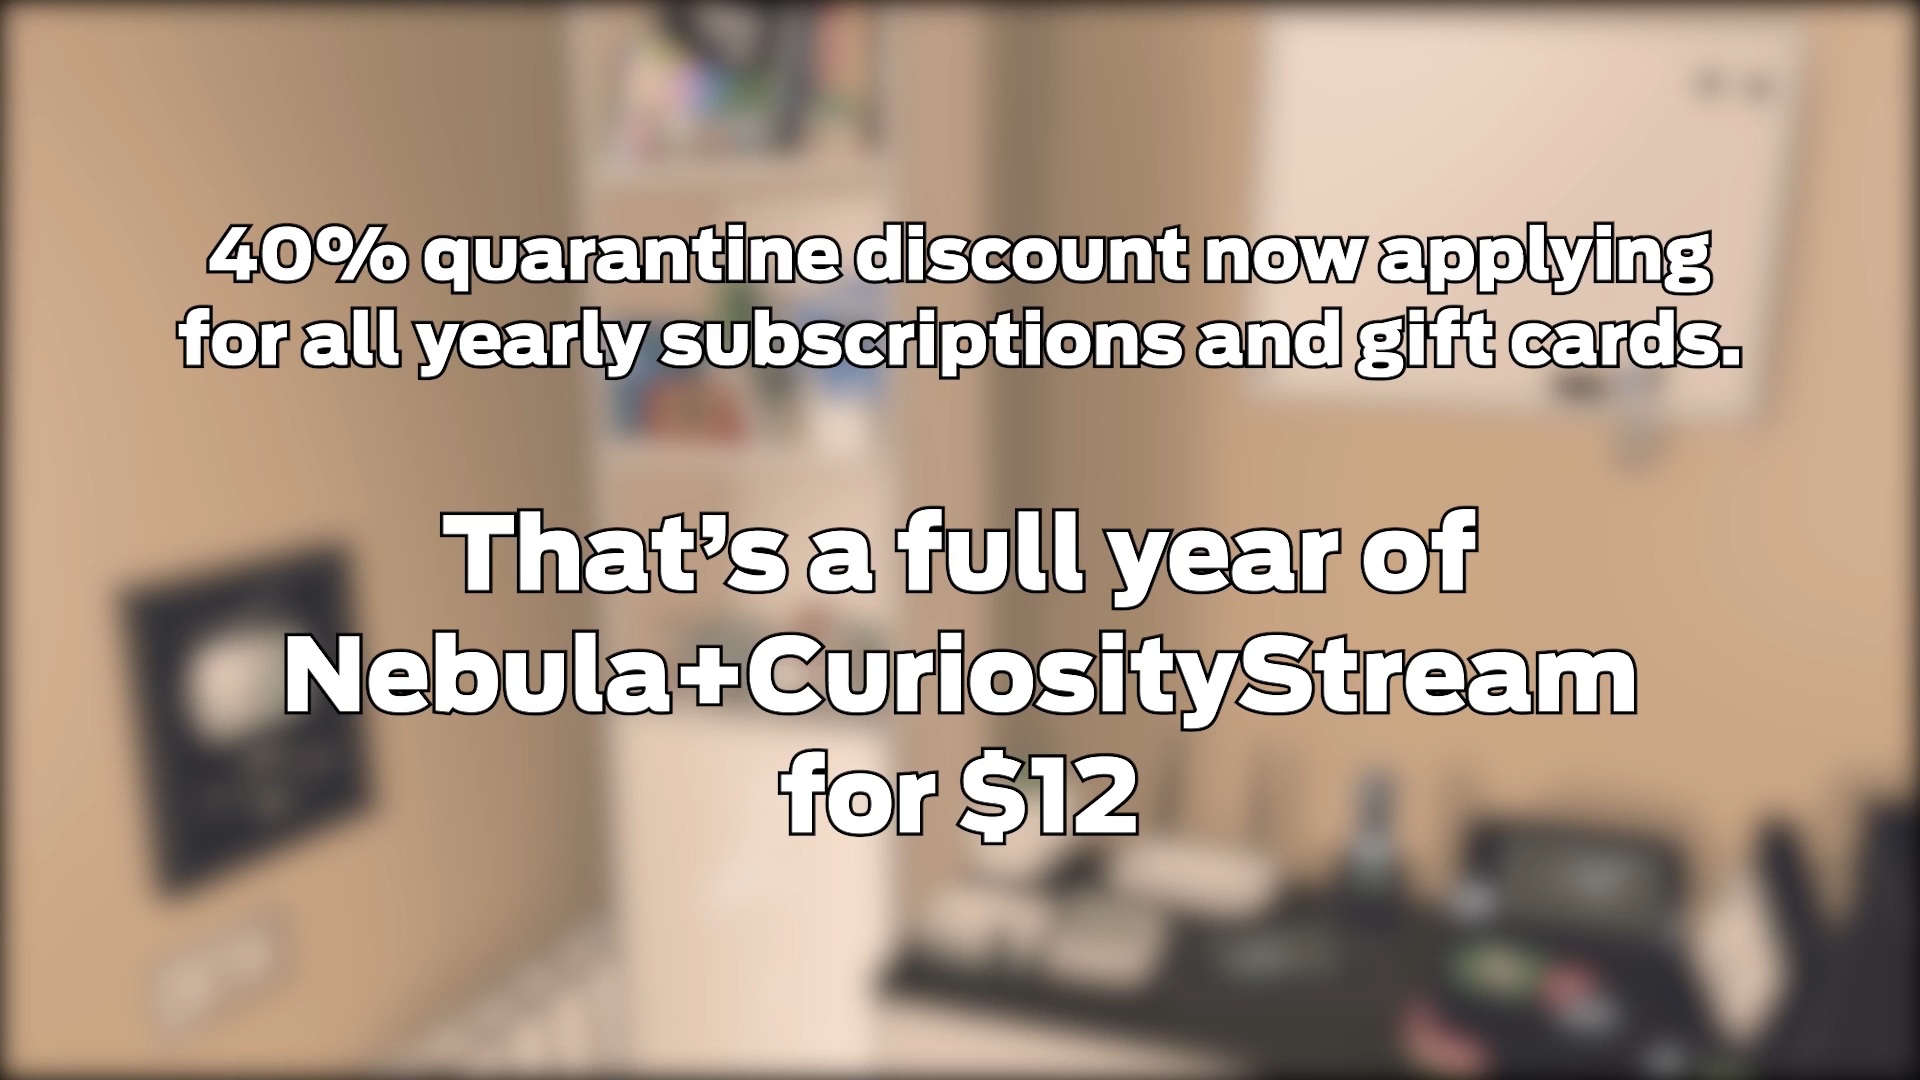 40% quarantine discount now applying
for all yearly subscriptions and gift cards.
That’s a full year of
Nebula+CuriosityStream
for $12